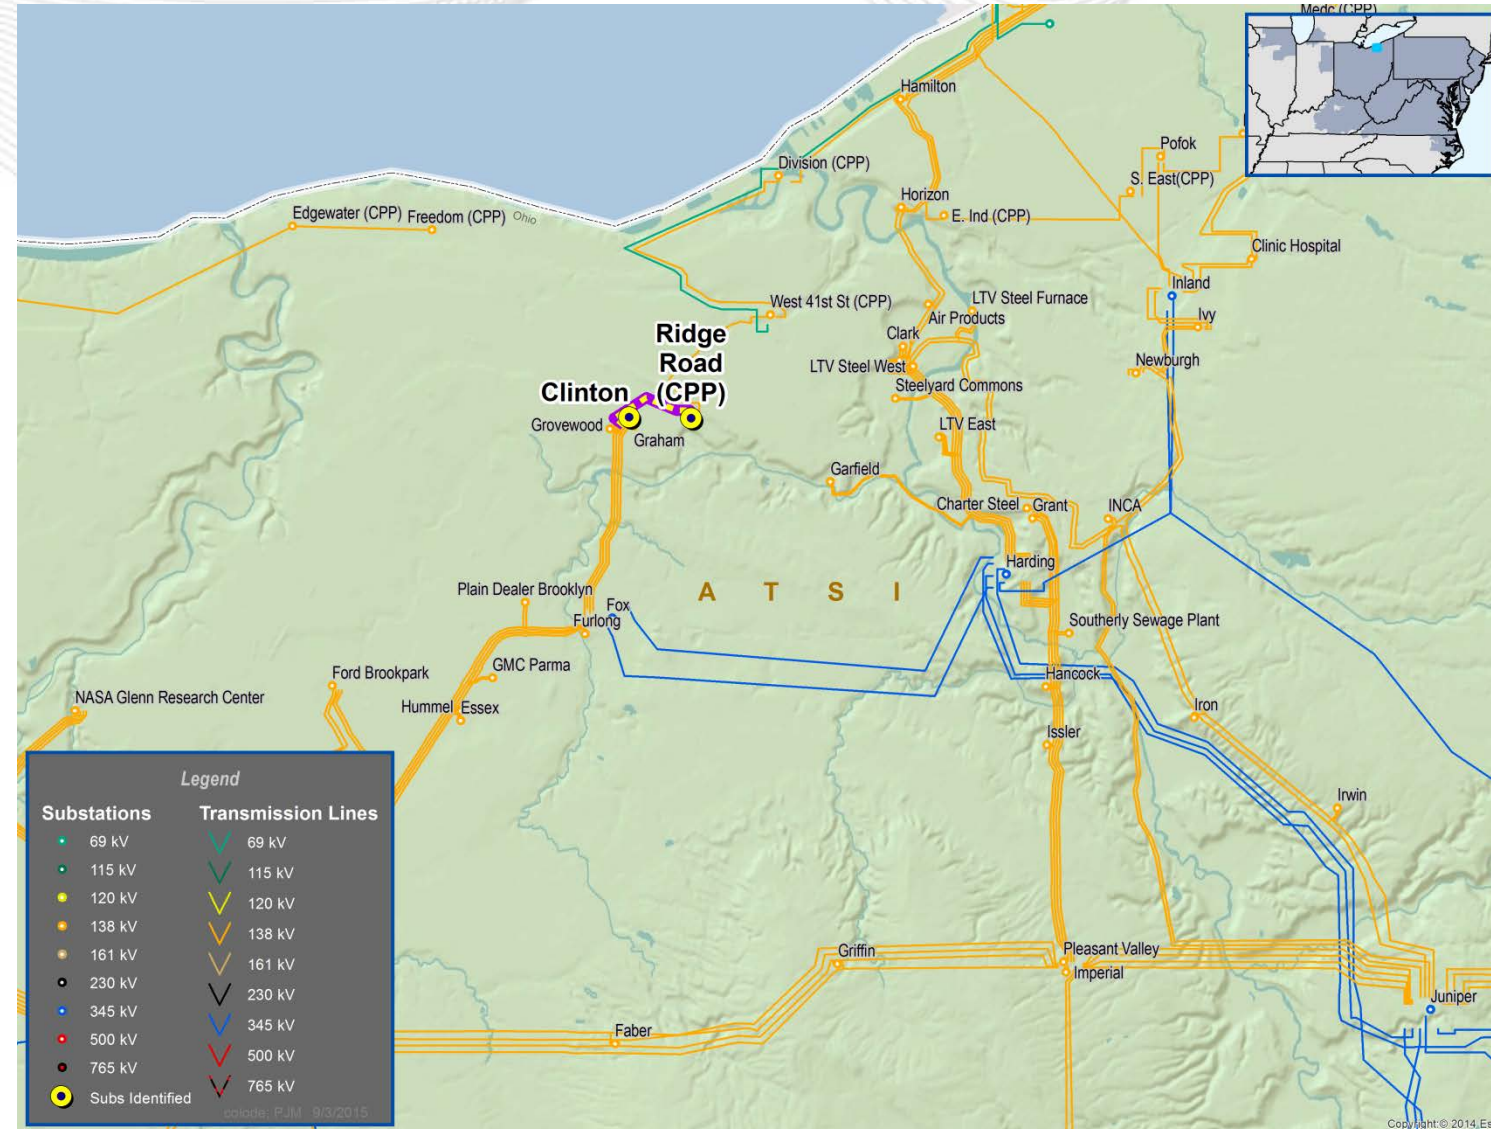 Medc (CPP)
Hamilton
Pofok
Division (CPP)
S. East(CPP)
Horizon
Edgewater (CPP)
Freedom (CPP)
Ohio
E. Ind (CPP)
Clinic Hospital
Inland
West 41st St (CPP)
LTV Steel Furnace
Air Products
Ivy
Ridge
Road
(CPP)
Clark
LTV Steel West
Newburgh
Clinton
Steelyard Commons
Grovewood
Graham
LTV East
Garfield
Charter Steel
Grant
INCA
Harding
Plain Dealer Brooklyn
A T S I
Fox
Furlong
Southerly Sewage Plant
GMC Parma
Ford Brookpark
Hancock
NASA Glenn Research Center
Hummel
Essex
Iron
Issler
Irwin
Griffin
Pleasant Valley
Imperial
Juniper
Faber
Legend
Substations
69 kV
115 kV
120 kV
138 kV
161 kV
230 kV
345 kV
500 kV
765 kV
Subs Identified
Transmission Lines
69 kV
115 kV
120 kV
138 kV
161 kV
230 kV
345 kV
500 kV
765 kV
PJM 9/3/2015
Copyright:© 2014 Es